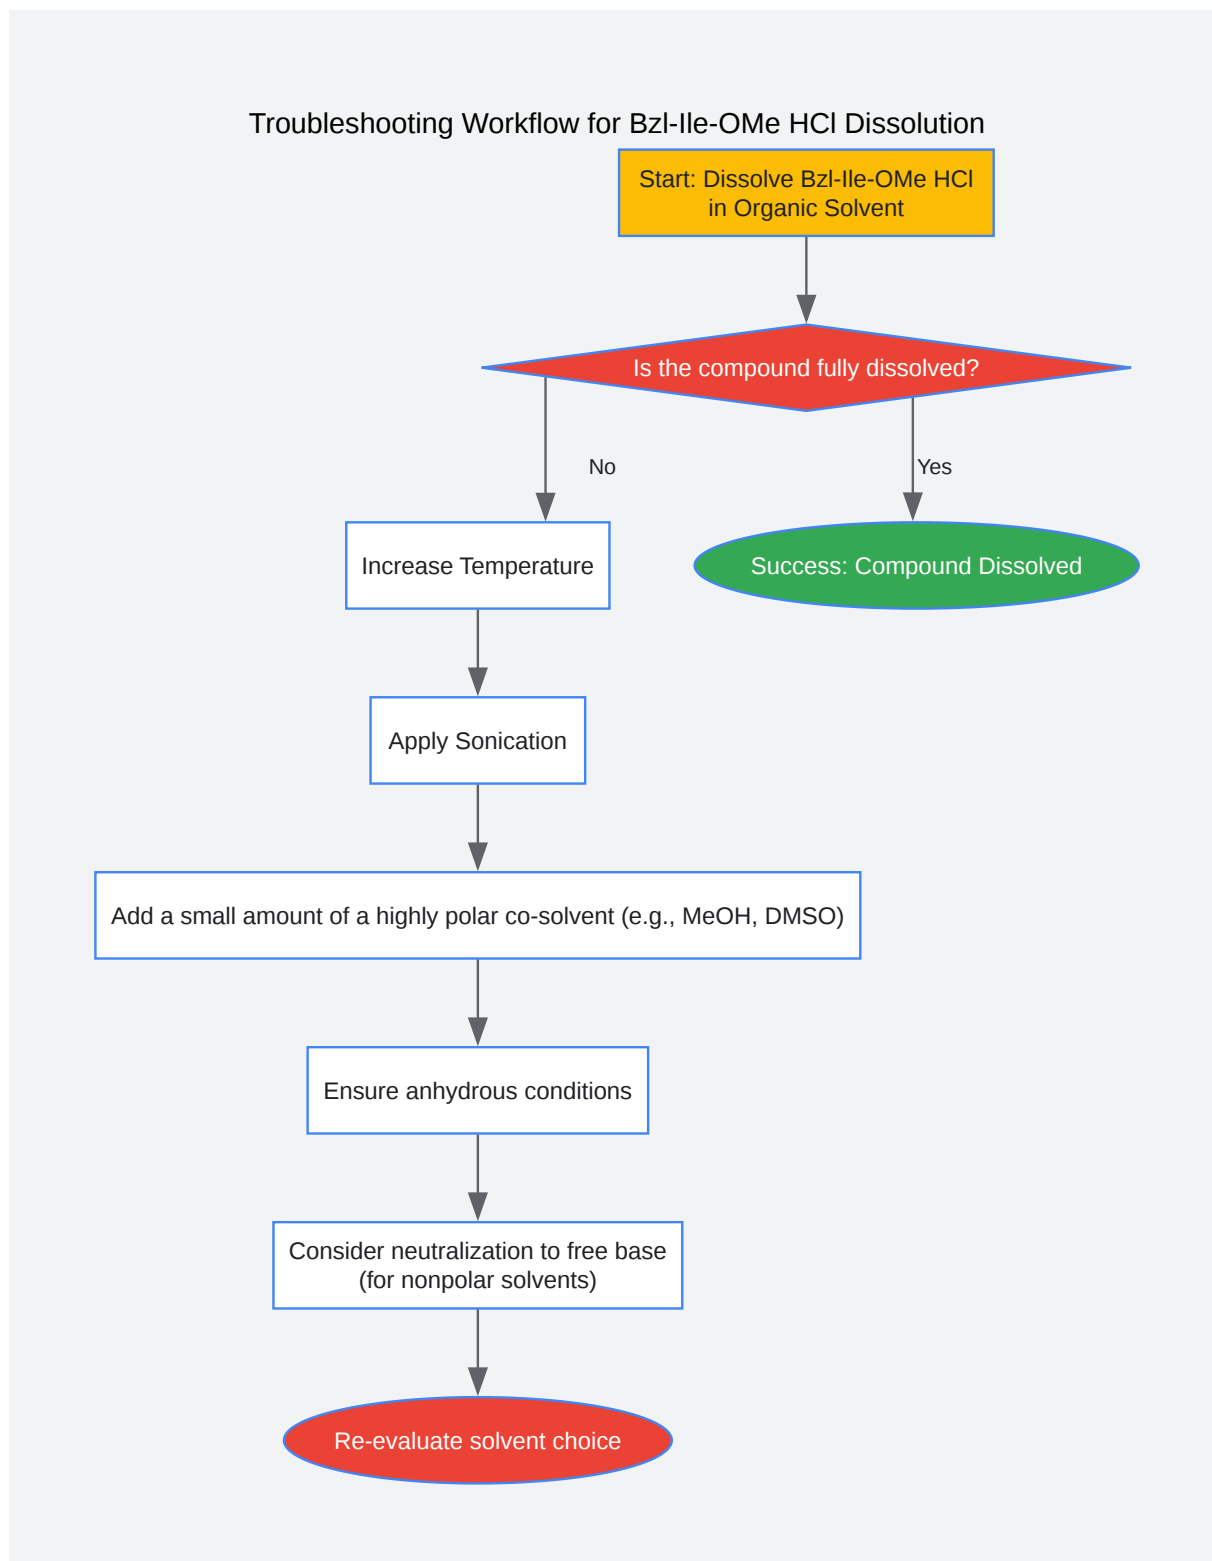 Troubleshooting Workflow for Bzl-Ile-OMe HCl Dissolution
Start: Dissolve Bzl-Ile-OMe HCl
in Organic Solvent
Is the compound fully dissolved?
No
Yes
Increase Temperature
Success: Compound Dissolved
Apply Sonication
Add a small amount of a highly polar co-solvent (e.g., MeOH, DMSO)
Ensure anhydrous conditions
Consider neutralization to free base
(for nonpolar solvents)
Re-evaluate solvent choice